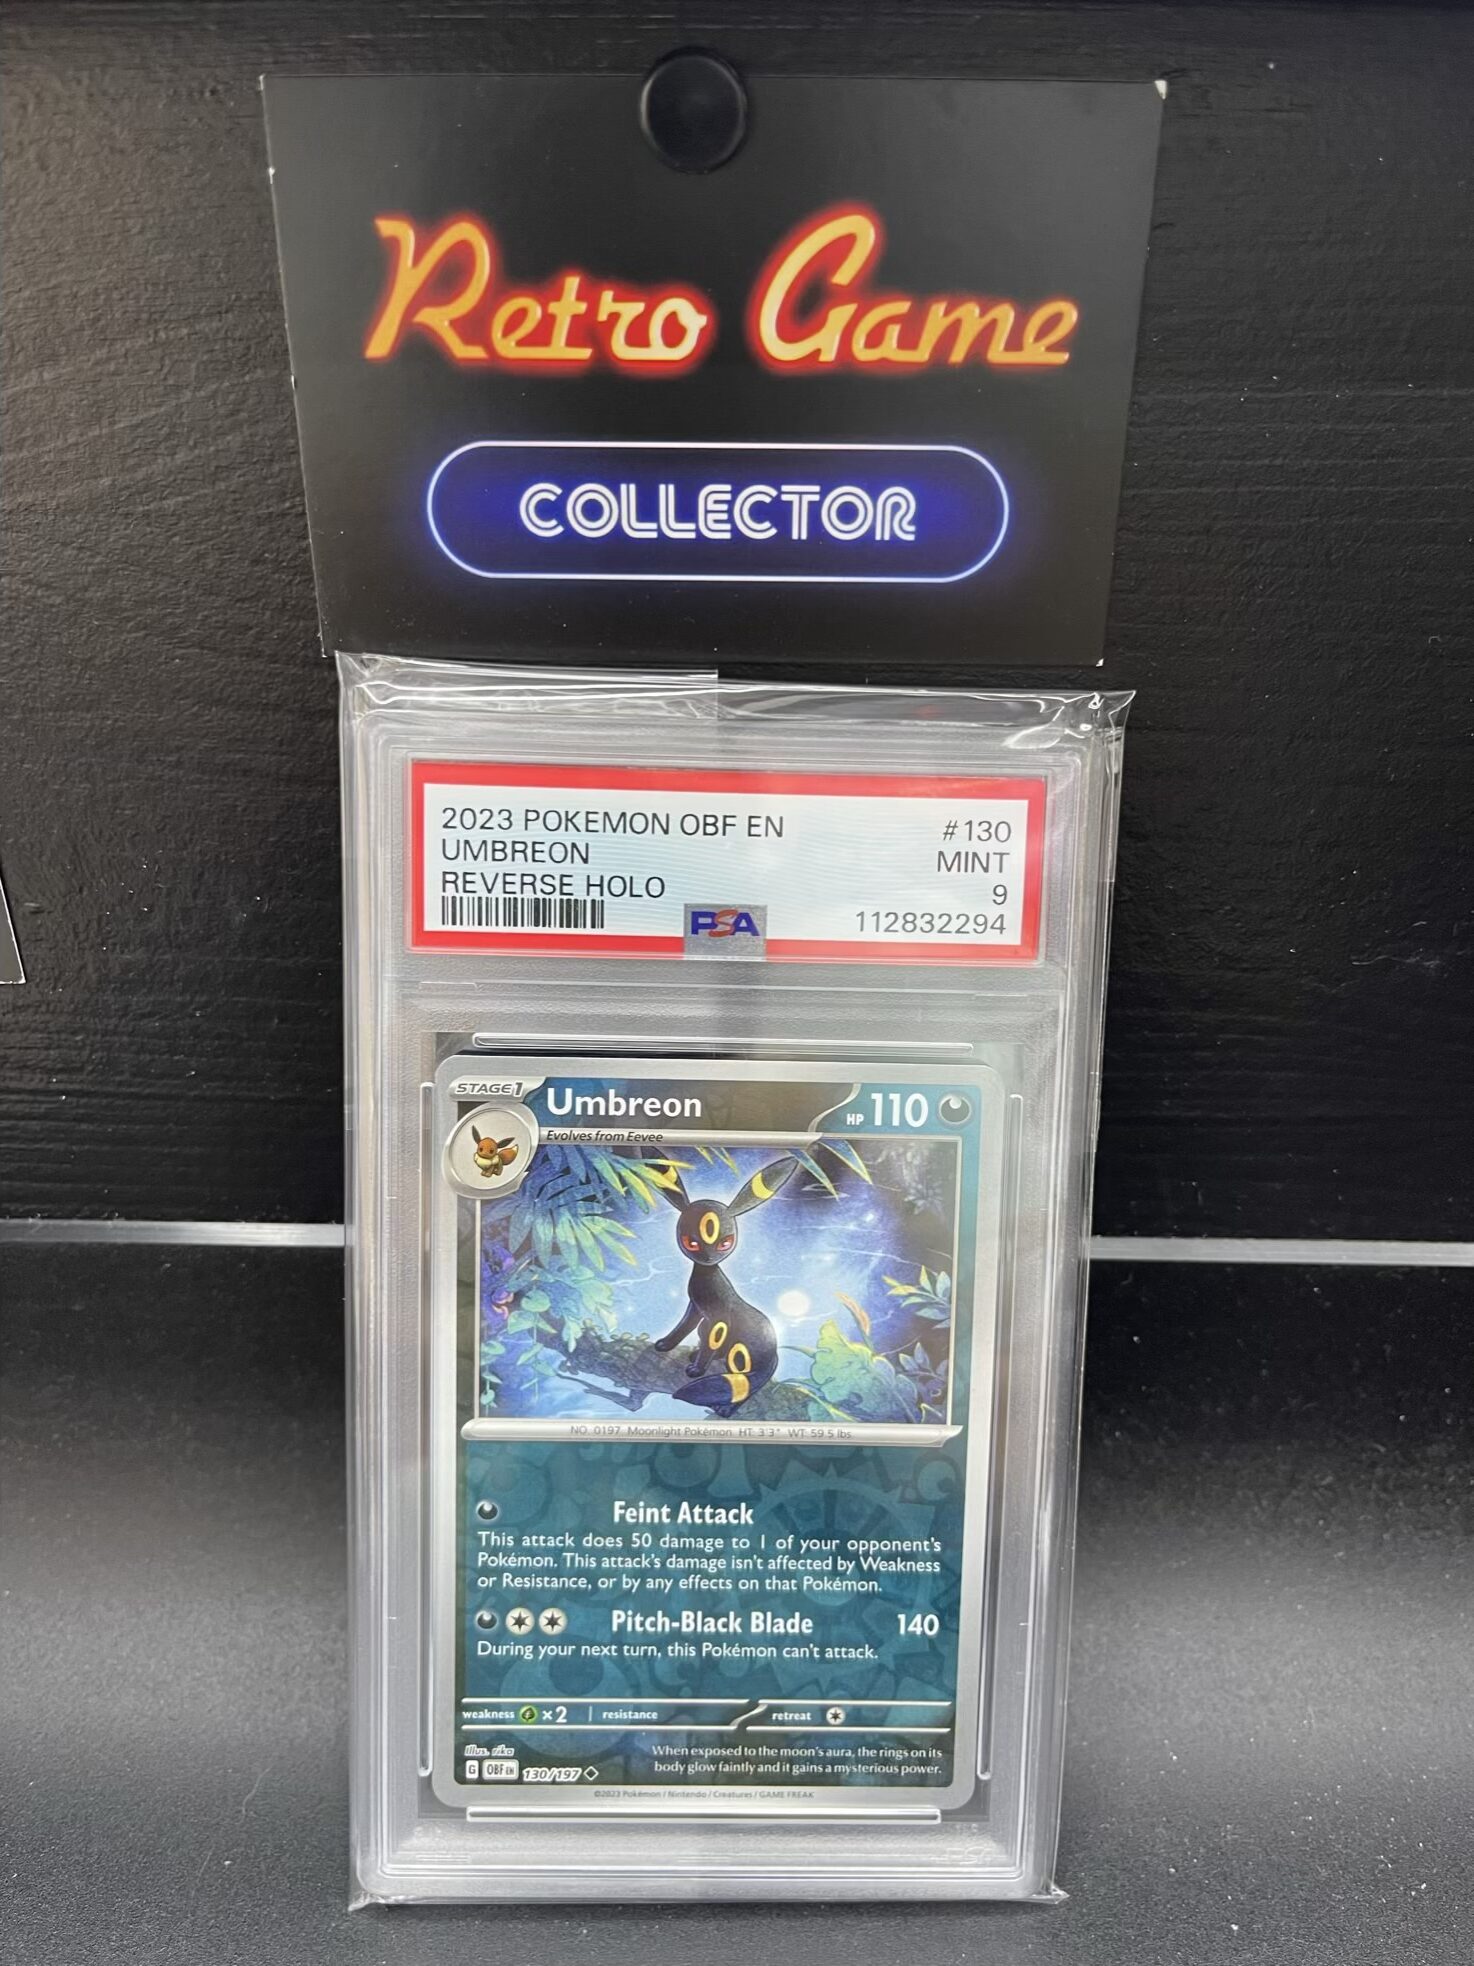 Retro Game
COLLECTOR
2023 POKEMON OBF EN #130
UMBREON MINT
REVERSE HOLO 9
PSA 112832294
STAGE 1 Umbreon HP 110
Evolves from Eevee
NO. 0197 Moonlight Pokémon HT: 3'3" WT: 59.5 lbs.
Feint Attack
This attack does 50 damage to 1 of your opponent's
Pokémon. This attack's damage isn't affected by Weakness
or Resistance, or by any effects on that Pokémon.
Pitch-Black Blade 140
During your next turn, this Pokémon can't attack.
weakness ×2 resistance retreat
Illus. rika
When exposed to the moon's aura, the rings on its
G OBF EN 130/197 body glow faintly and it gains a mysterious power.
©2023 Pokémon / Nintendo / Creatures / GAME FREAK